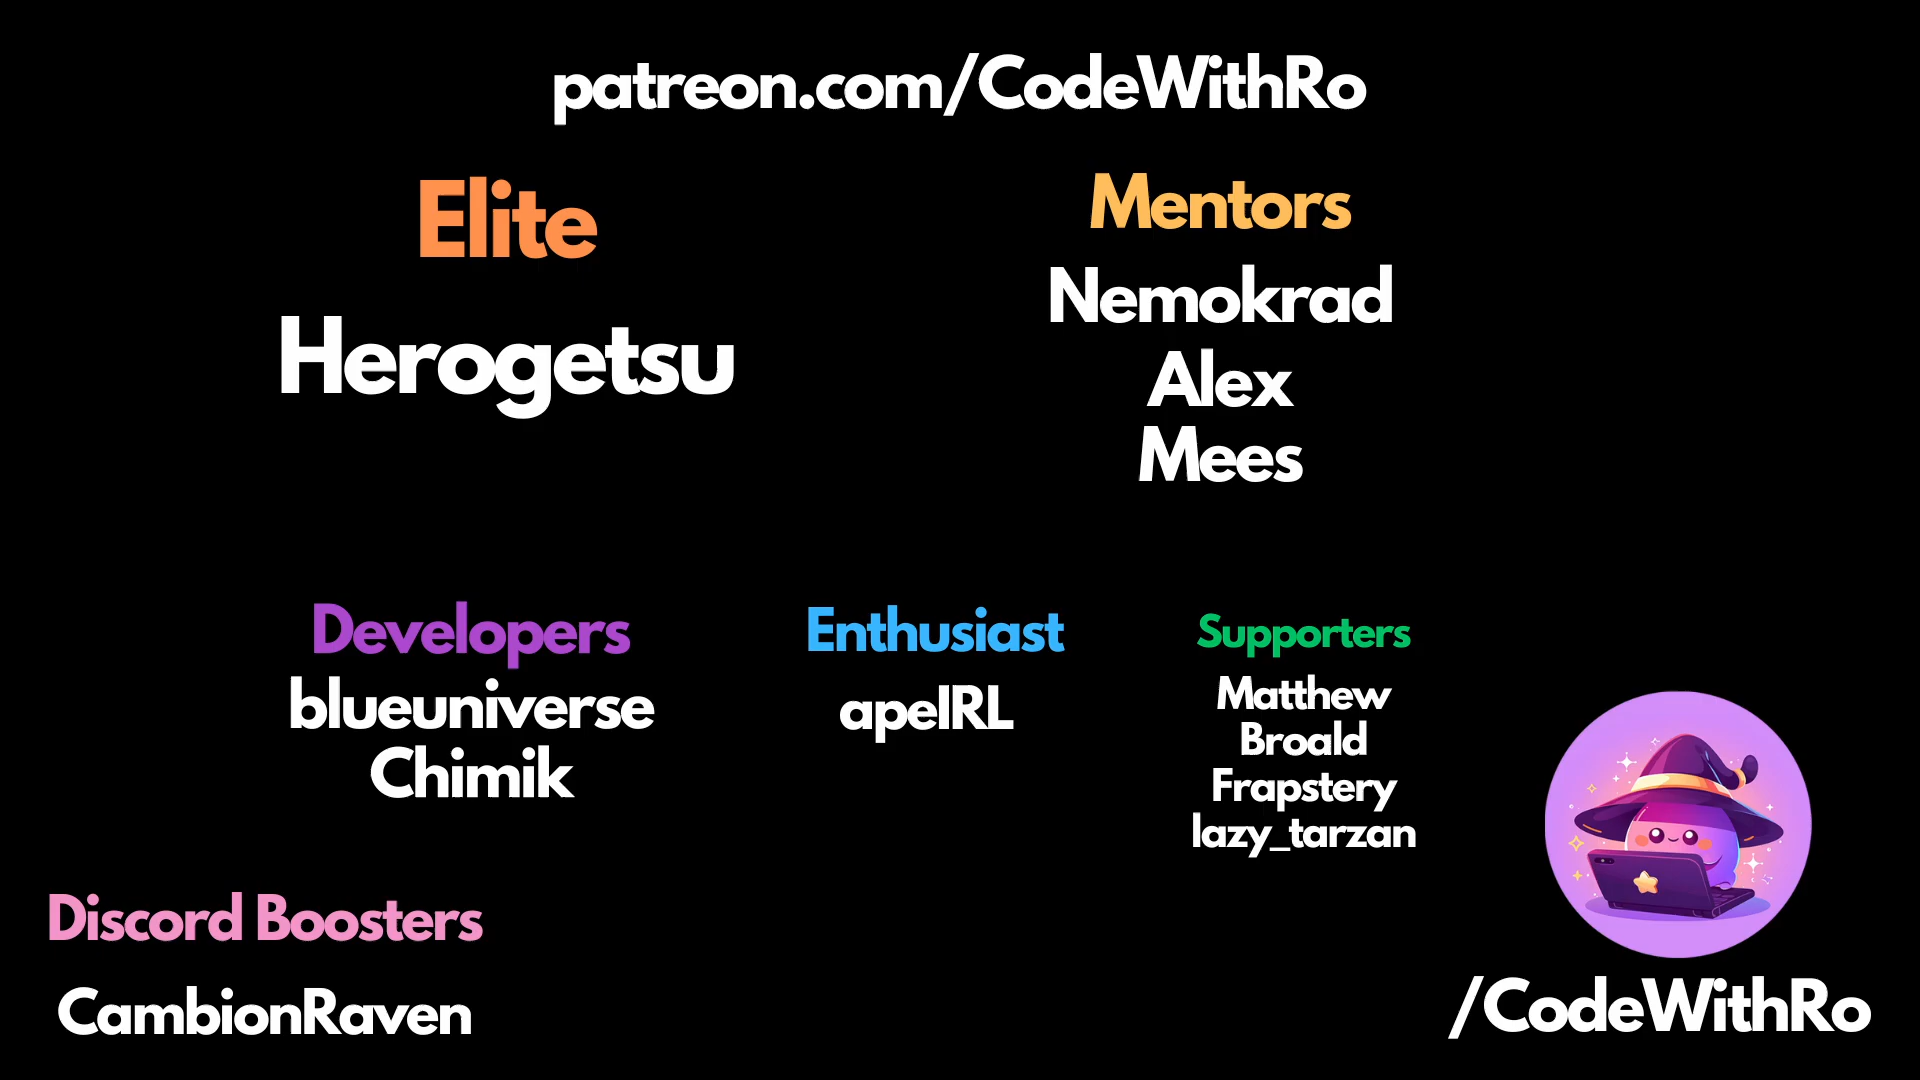 patreon.com/CodeWithRo
Elite
Herogetsu
Mentors
Nemokrad
Alex
Mees
Developers
blueuniverse
Chimik
Enthusiast
apeIRL
Supporters
Matthew
Broald
Frapstery
lazy_tarzan
Discord Boosters
CambionRaven
/CodeWithRo